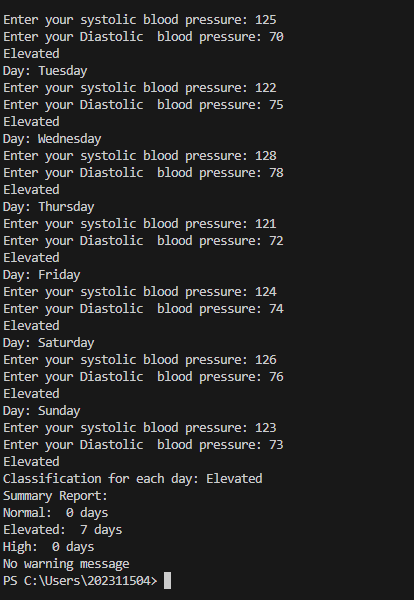 Enter your systolic blood pressure: 125
Enter your Diastolic  blood pressure: 70
Elevated
Day: Tuesday
Enter your systolic blood pressure: 122
Enter your Diastolic  blood pressure: 75
Elevated
Day: Wednesday
Enter your systolic blood pressure: 128
Enter your Diastolic  blood pressure: 78
Elevated
Day: Thursday
Enter your systolic blood pressure: 121
Enter your Diastolic  blood pressure: 72
Elevated
Day: Friday
Enter your systolic blood pressure: 124
Enter your Diastolic  blood pressure: 74
Elevated
Day: Saturday
Enter your systolic blood pressure: 126
Enter your Diastolic  blood pressure: 76
Elevated
Day: Sunday
Enter your systolic blood pressure: 123
Enter your Diastolic  blood pressure: 73
Elevated
Classification for each day: Elevated
Summary Report:
Normal:  0 days
Elevated:  7 days
High:  0 days
No warning message
PS C:\Users\202311504>